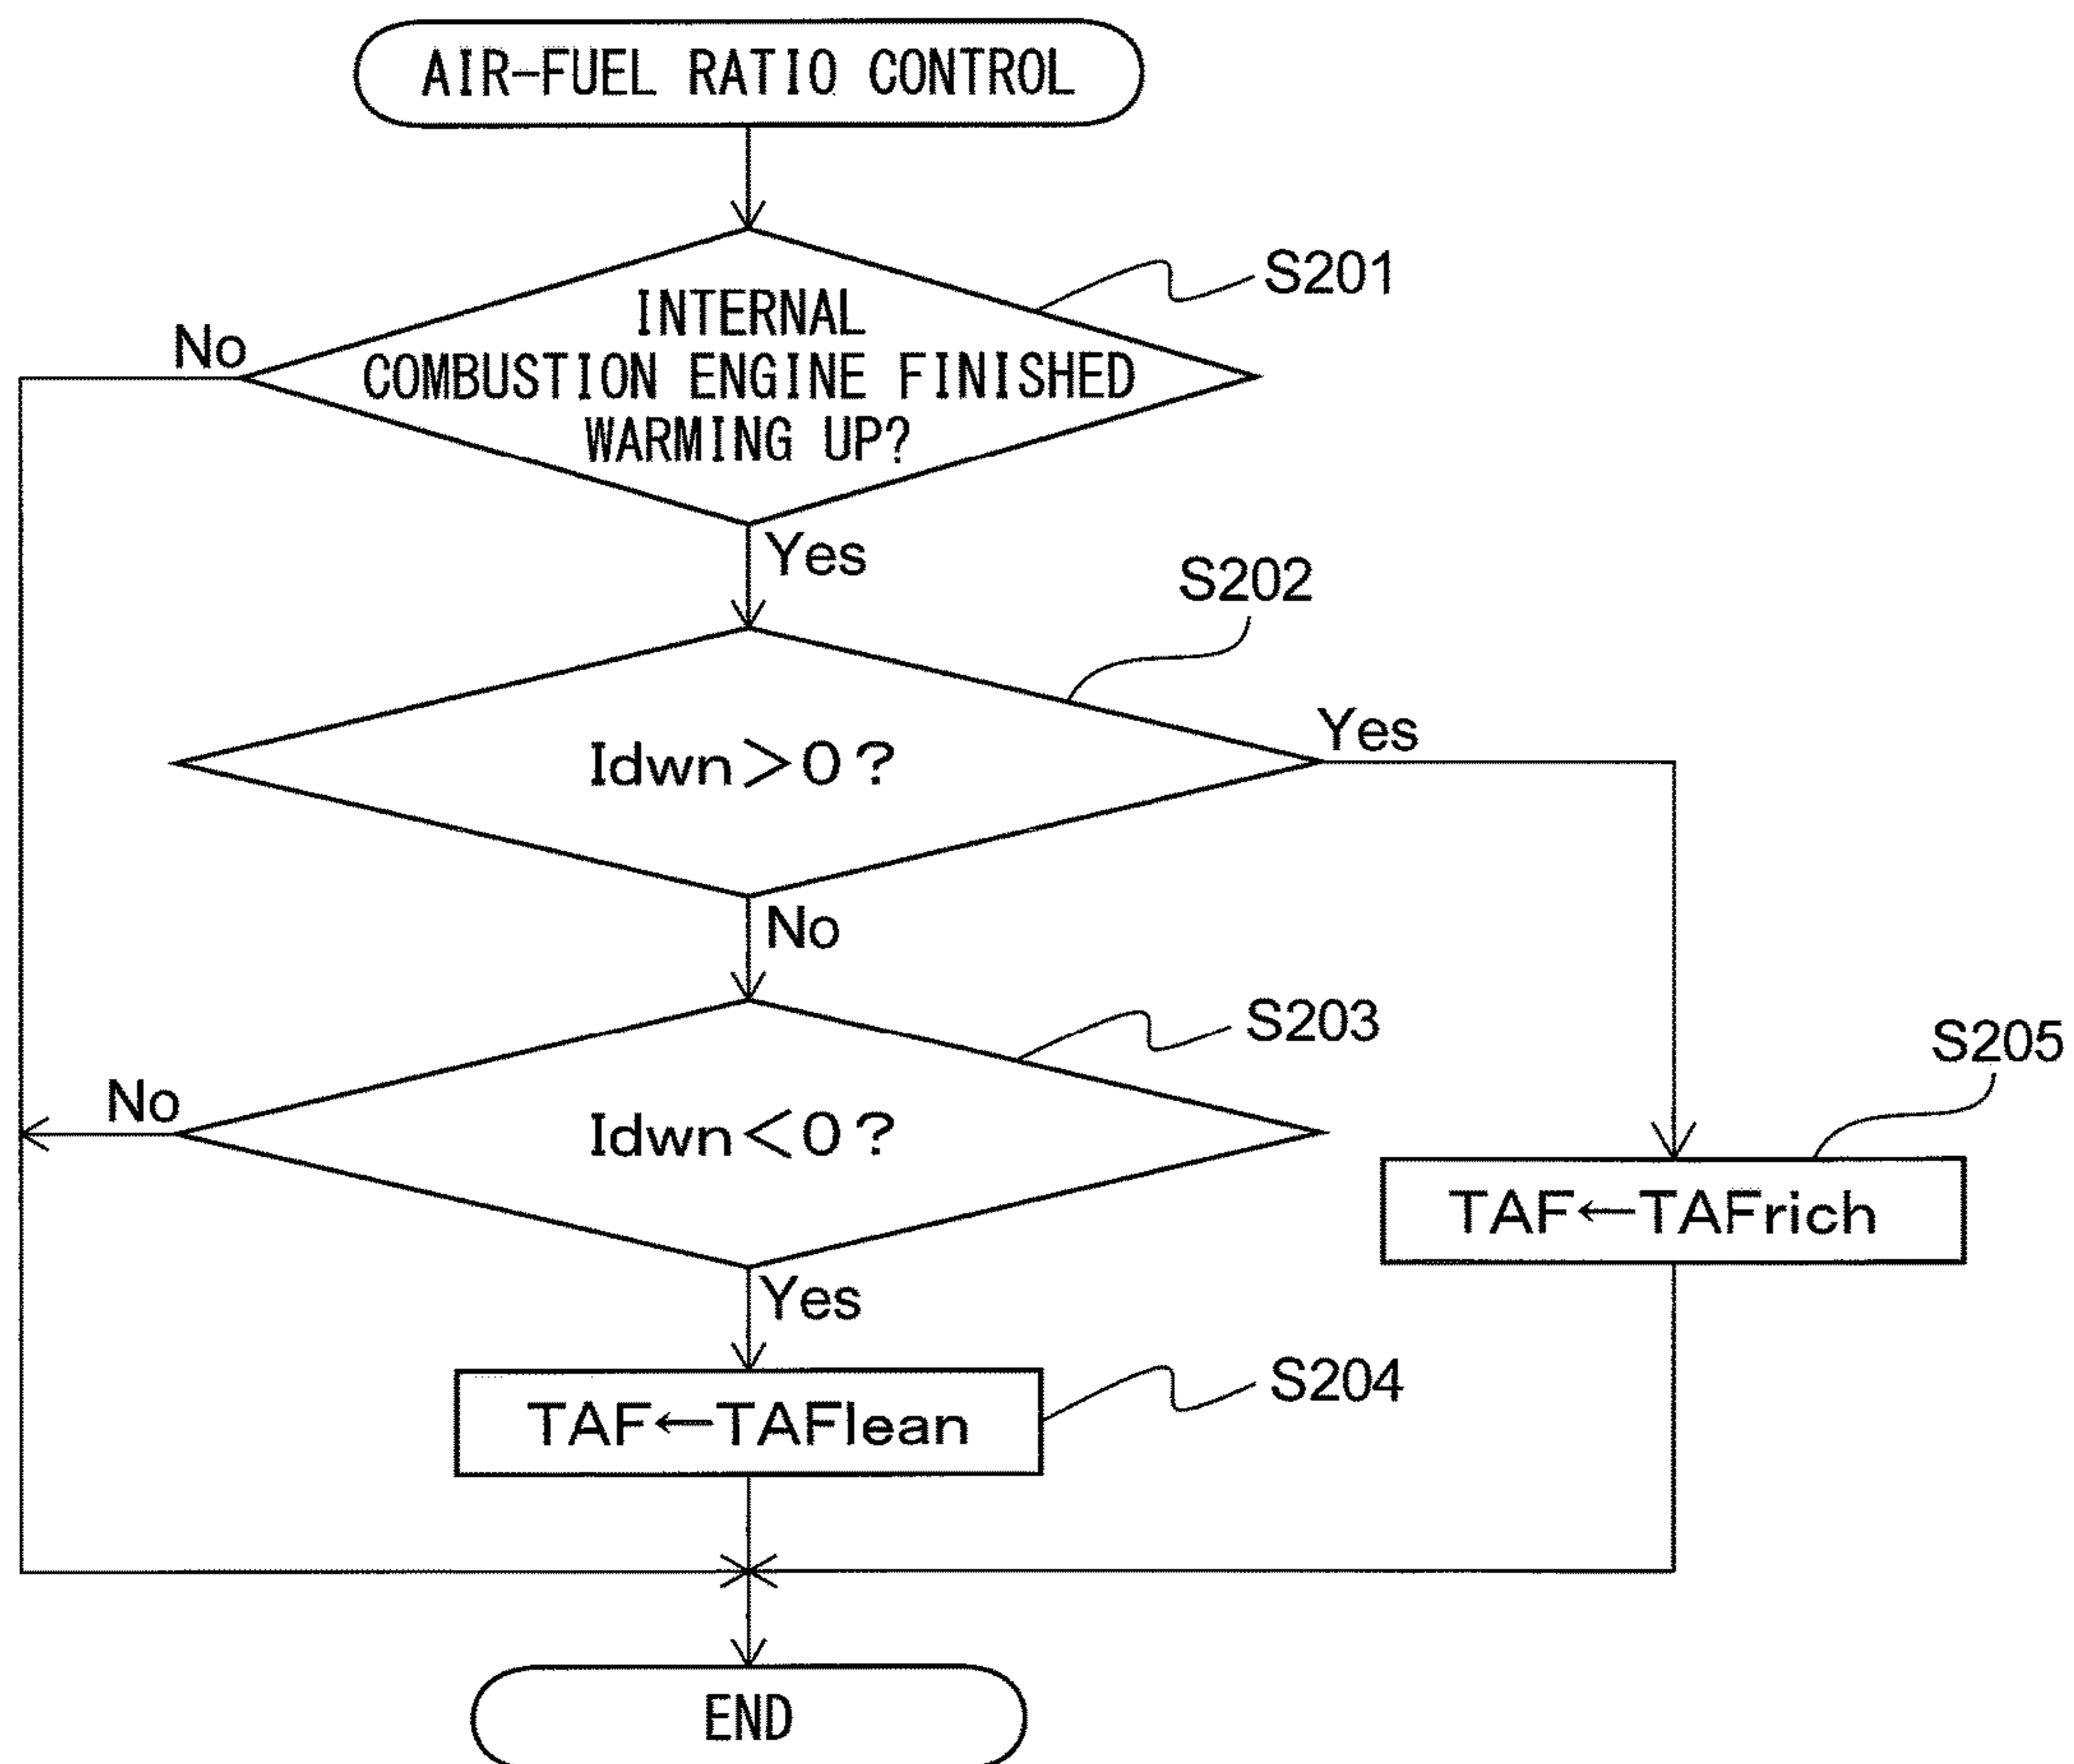 AIR-FUEL RATIO CONTROL
S201
INTERNAL
COMBUSTION ENGINE FINISHED
WARMING UP?
No
Yes
S202
Idwn>0?
Yes
No
S203
Idwn<0?
No
Yes
S205
TAF←TAFrich
S204
TAF←TAFlean
END